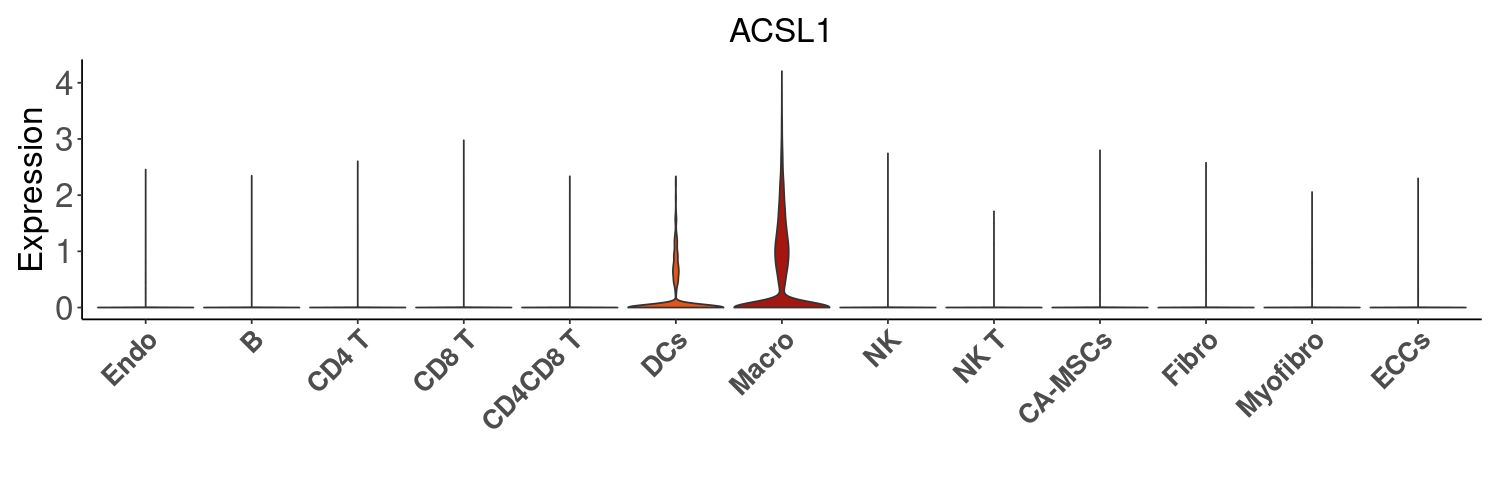 ACSL1
Expression
4
3
2
1
0
Endo
B
CD4 T
CD8 T
CD4CD8 T
DCs
Macro
NK
NK T
CA-MSCs
Fibro
Myofibro
ECCs